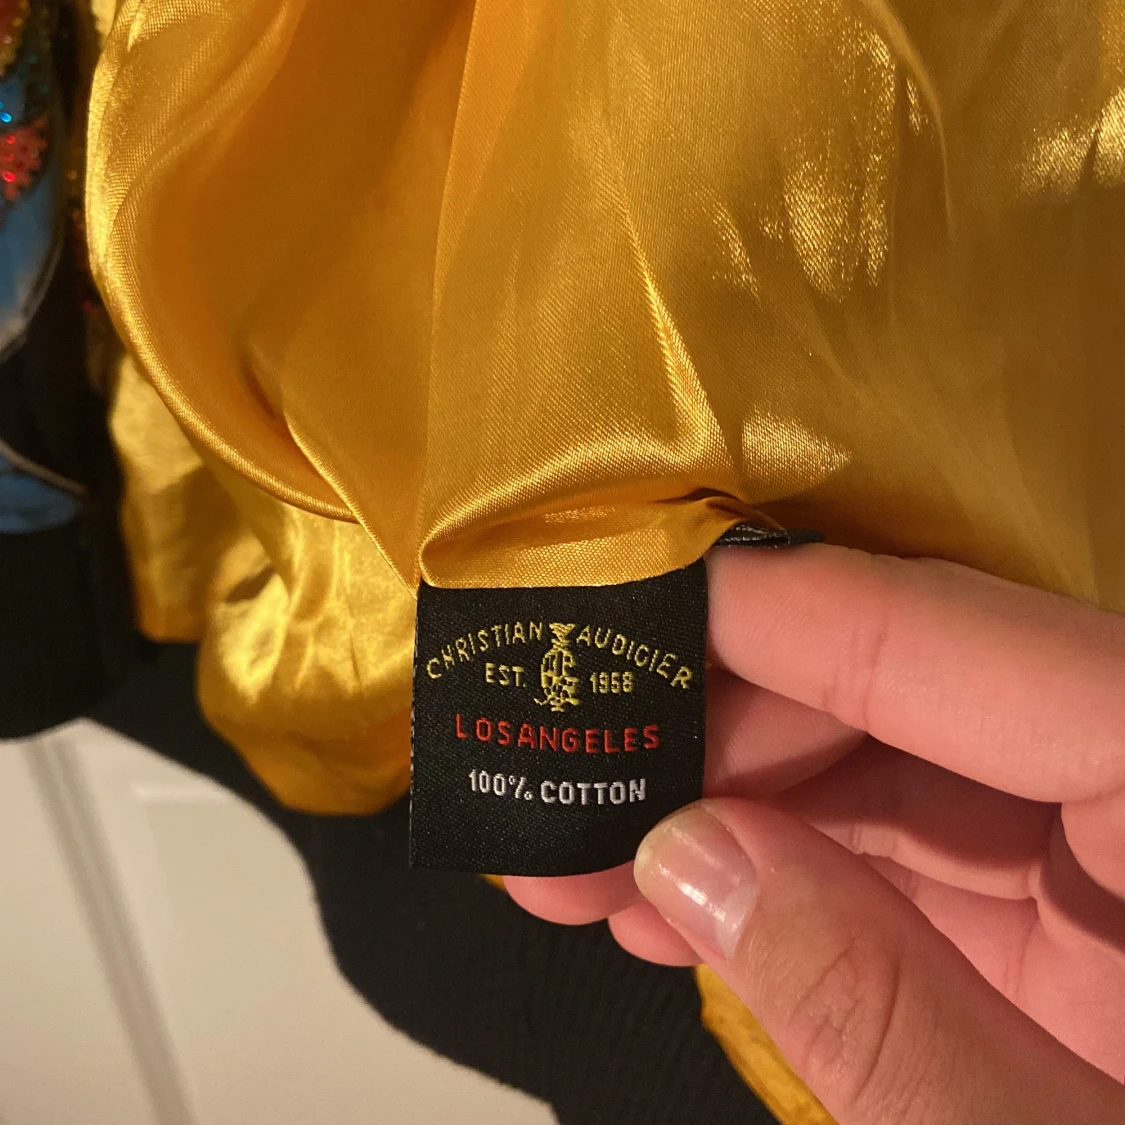 CHRISTIAN AUDIGIER
EST. 1958
LOSANGELES
100% COTTON